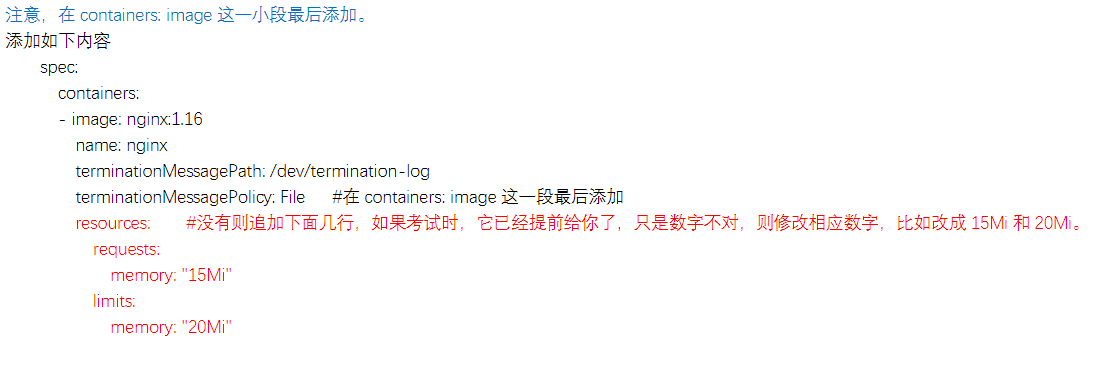 注意，在 containers: image 这一小段最后添加。
添加如下内容
spec:
containers:
- image: nginx:1.16
name: nginx
terminationMessagePath: /dev/termination-log
terminationMessagePolicy: File #在 containers: image 这一段最后添加
resources: #没有则追加下面几行，如果考试时，它已经提前给你了，只是数字不对，则修改相应数字，比如改成 15Mi 和 20Mi。
requests:
memory: "15Mi"
limits:
memory: "20Mi"